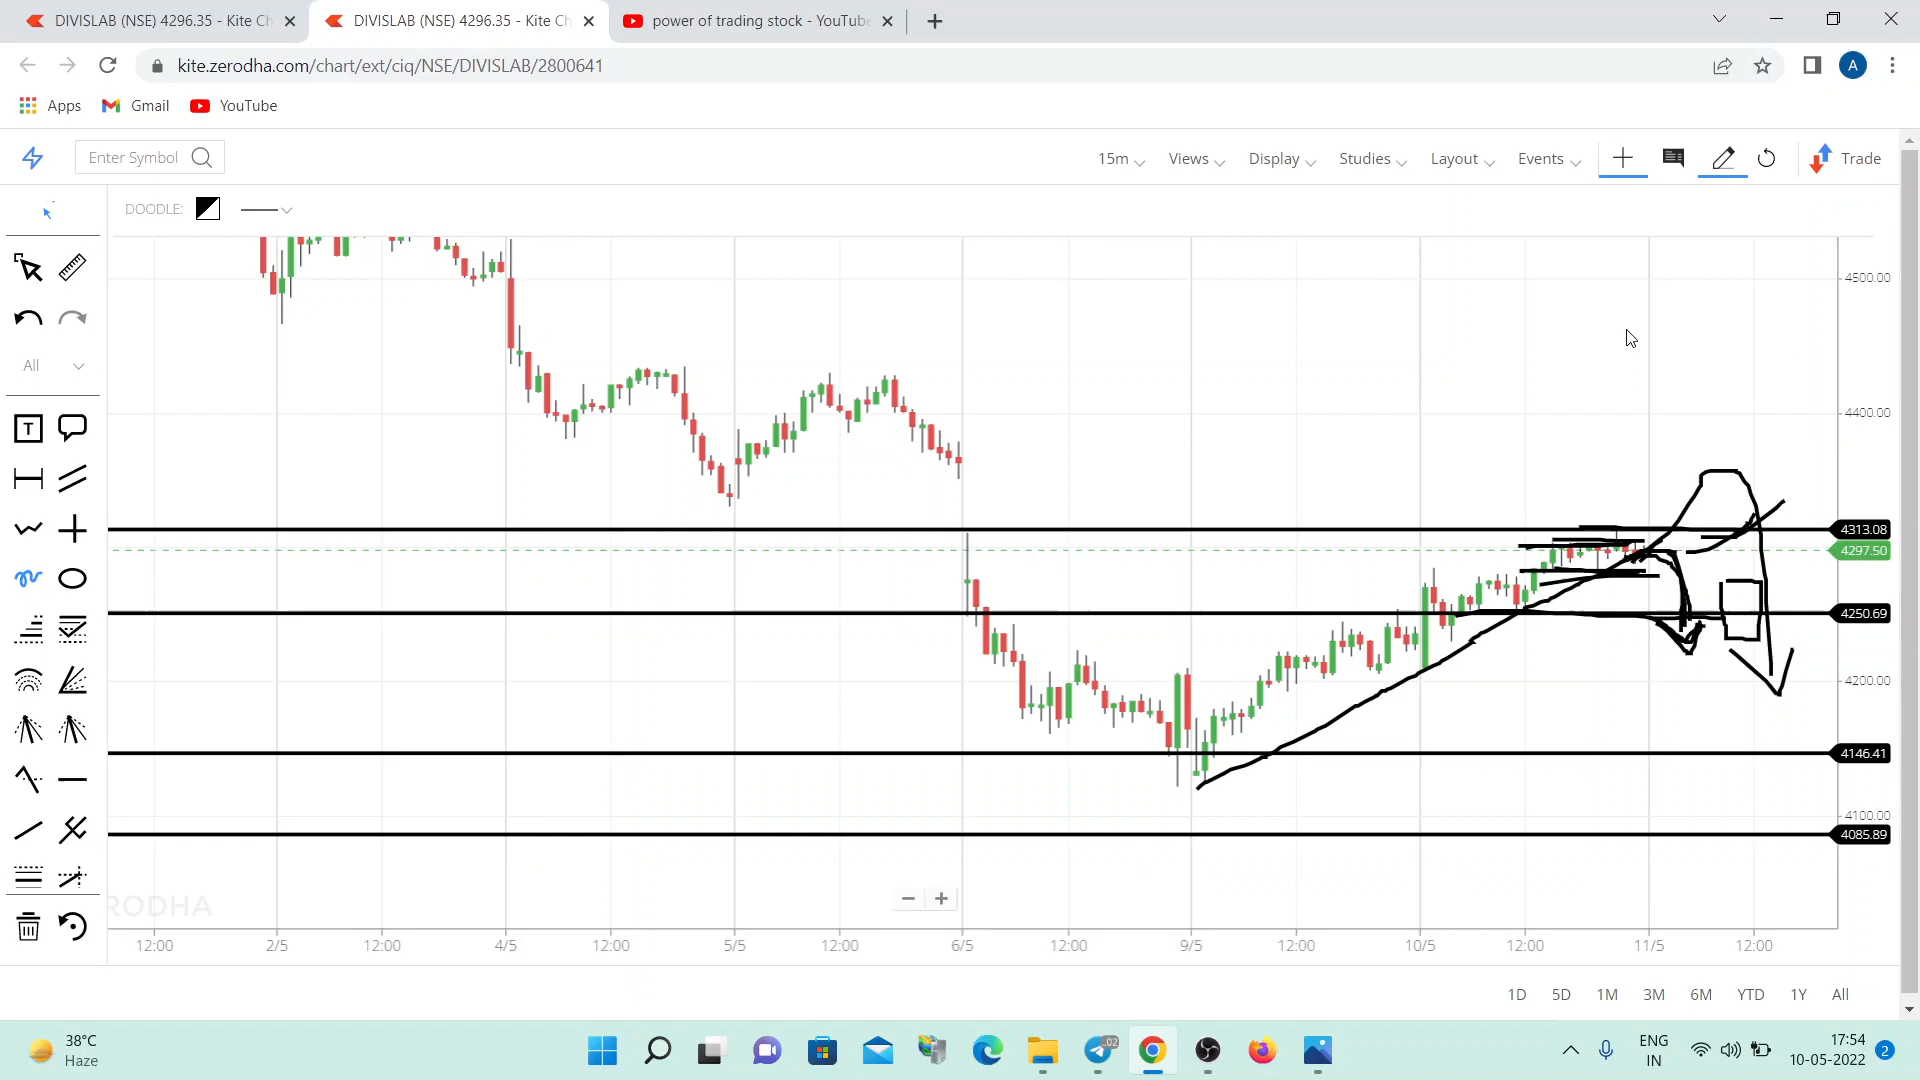 DIVISLAB (NSE) 4296.35 - Kite Ch
DIVISLAB (NSE) 4296.35 - Kite Ch
power of trading stock - YouTube
kite.zerodha.com/chart/ext/ciq/NSE/DIVISLAB/2800641
A
Apps
Gmail
YouTube
Enter Symbol
15m
Views
Display
Studies
Layout
Events
Trade
DOODLE:
All
T
4500.00
4400.00
4313.08
4297.50
4250.69
4200.00
4146.41
4100.00
4085.89
RODHA
12:00
2/5
12:00
4/5
12:00
5/5
12:00
6/5
12:00
9/5
12:00
10/5
12:00
11/5
12:00
1D
5D
1M
3M
6M
YTD
1Y
All
38°C
Haze
.02
ENG
IN
17:54
10-05-2022
2